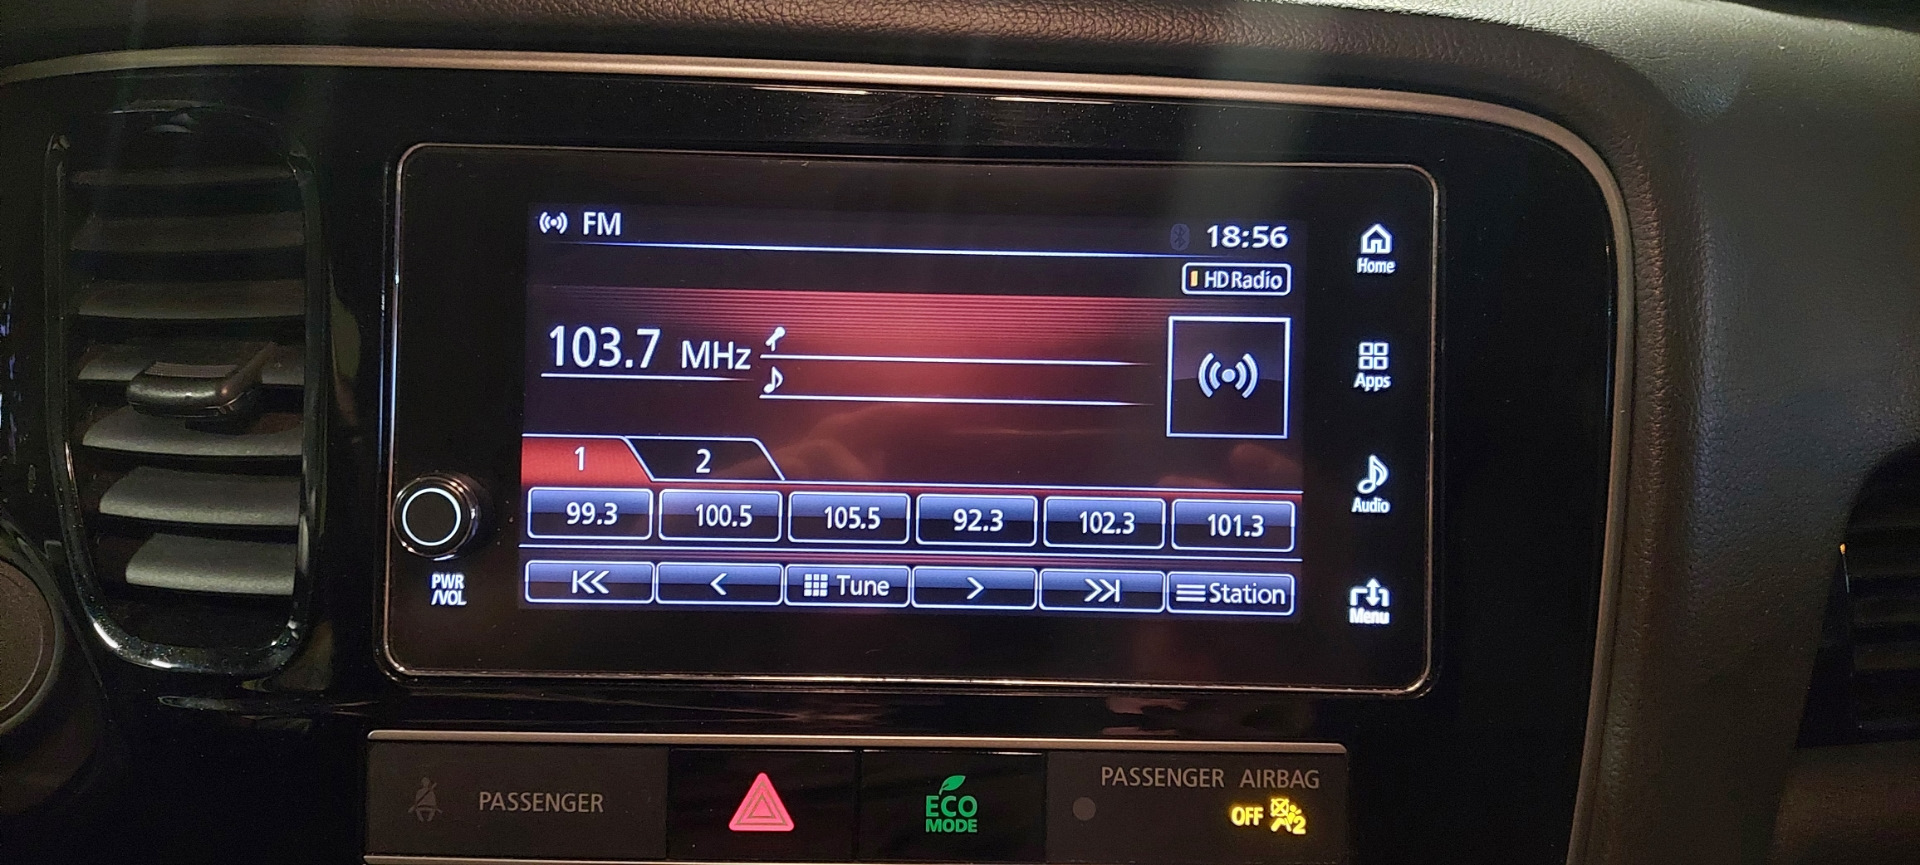 FM
18:56
HD Radio
103.7 MHz
1 2
99.3 100.5 105.5 92.3 102.3 101.3
Tune Station
Home
Apps
Audio
Menu
PWR
/VOL
PASSENGER
ECO
MODE
PASSENGER AIRBAG
OFF 2